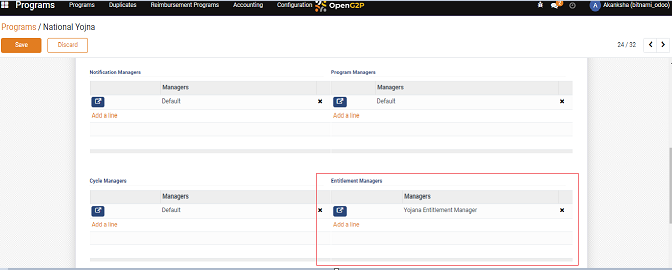 Programs Programs Duplicates Reimbursement Programs Accounting Configuration OpenG2P Akanksha (bitnami_odoo)
Programs / National Yojna
Save Discard 24 / 32
Notification Managers Program Managers
Managers Managers
Default Default
Add a line Add a line
Cycle Managers Entitlement Managers
Managers Managers
Default Yojana Entitlement Manager
Add a line Add a line